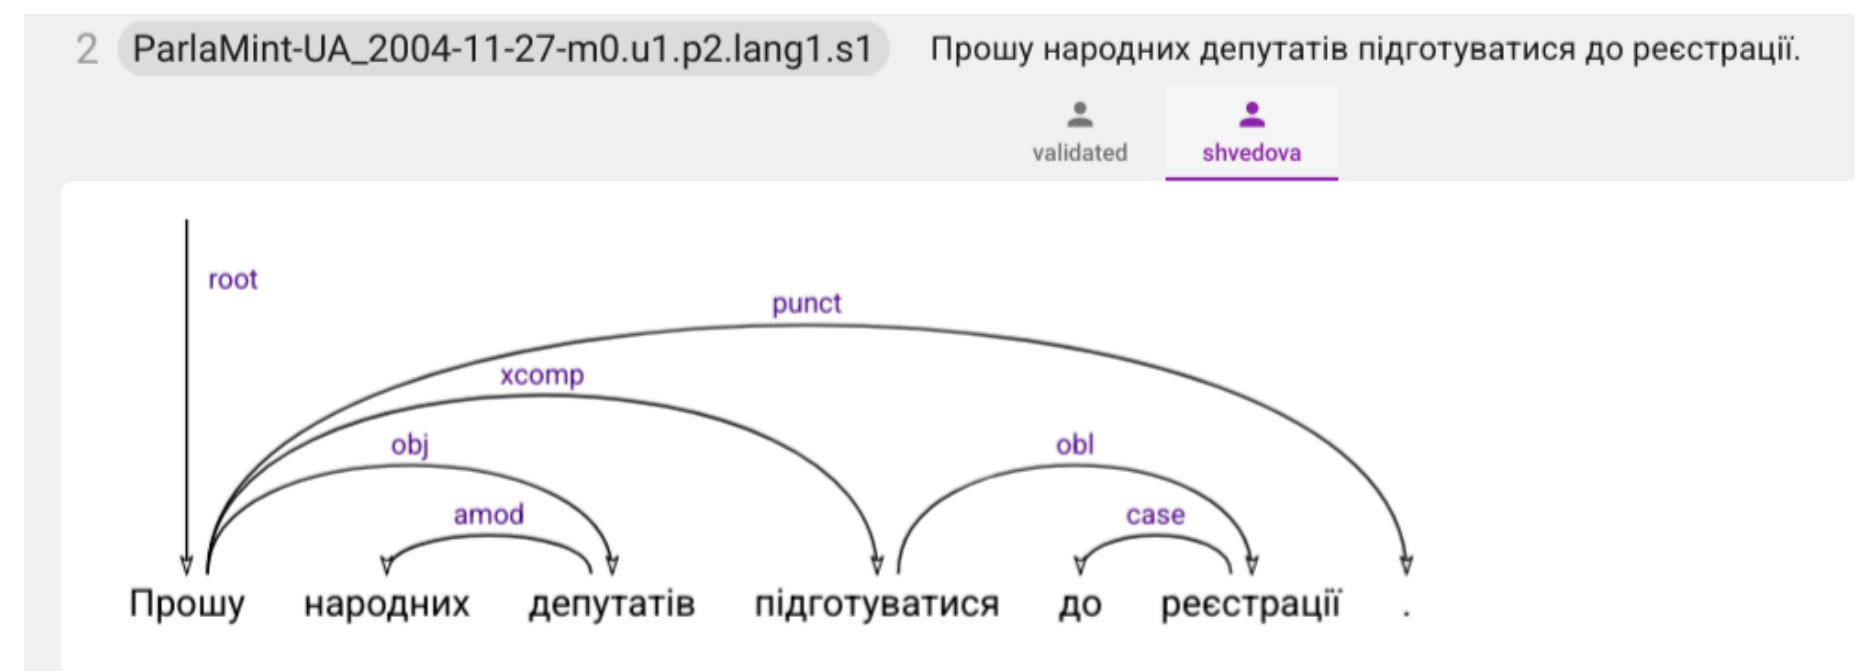 2 ParlaMint-UA_2004-11-27-m0.u1.p2.lang1.s1 Прошу народних депутатів підготуватися до реєстрації.
validated shvedova
root
punct
xcomp
obj obl
amod case
Прошу народних депутатів підготуватися до реєстрації .